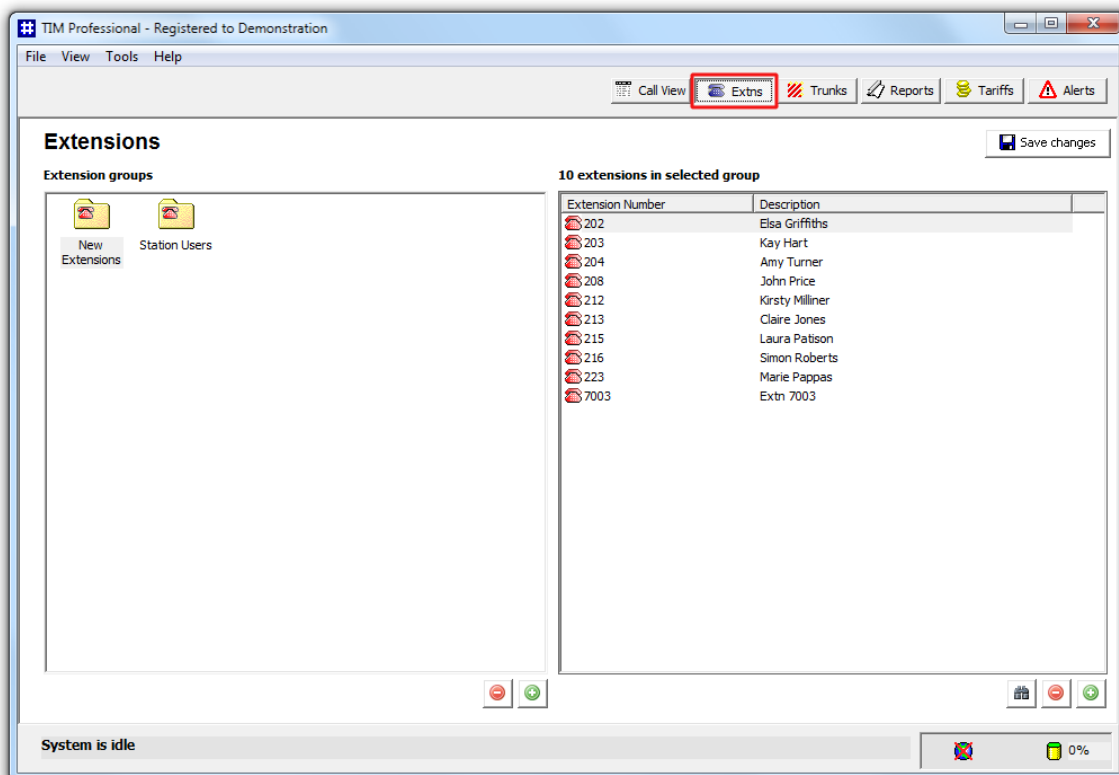 TIM Professional - Registered to Demonstration
File View Tools Help
Call View Extns Trunks Reports Tariffs Alerts
Extensions
Save changes
Extension groups
10 extensions in selected group
New Extensions
Station Users
Extension Number Description
202 Elsa Griffiths
203 Kay Hart
204 Amy Turner
208 John Price
212 Kirsty Milliner
213 Claire Jones
215 Laura Patison
216 Simon Roberts
223 Marie Pappas
7003 Extn 7003
System is idle
0%